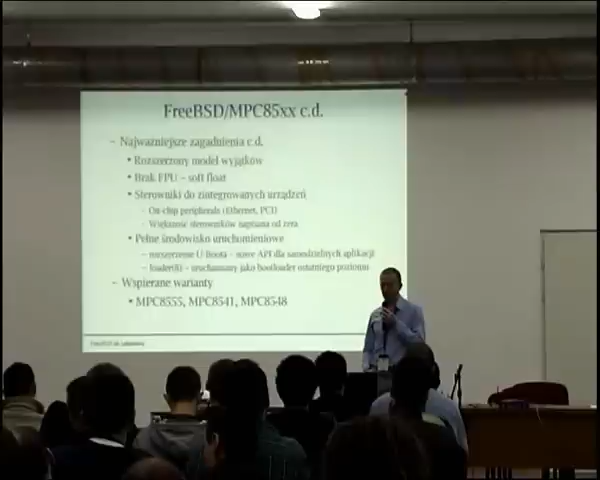 FreeBSD/MPC85xx c.d.
– Najważniejsze zagadnienia c.d.
• Rozszerzony model wyjątków
• Brak FPU – soft float
• Sterowniki do zintegrowanych urządzeń
– On-chip peripherals (Ethernet, PCI)
– Większość sterowników napisana od zera
• Pełne środowisko uruchomieniowe
– rozszerzenie U-Boota – nowe API dla samodzielnych aplikacji
– loader(8) – uruchamiany jako bootloader ostatniego poziomu
– Wspierane warianty
• MPC8555, MPC8541, MPC8548